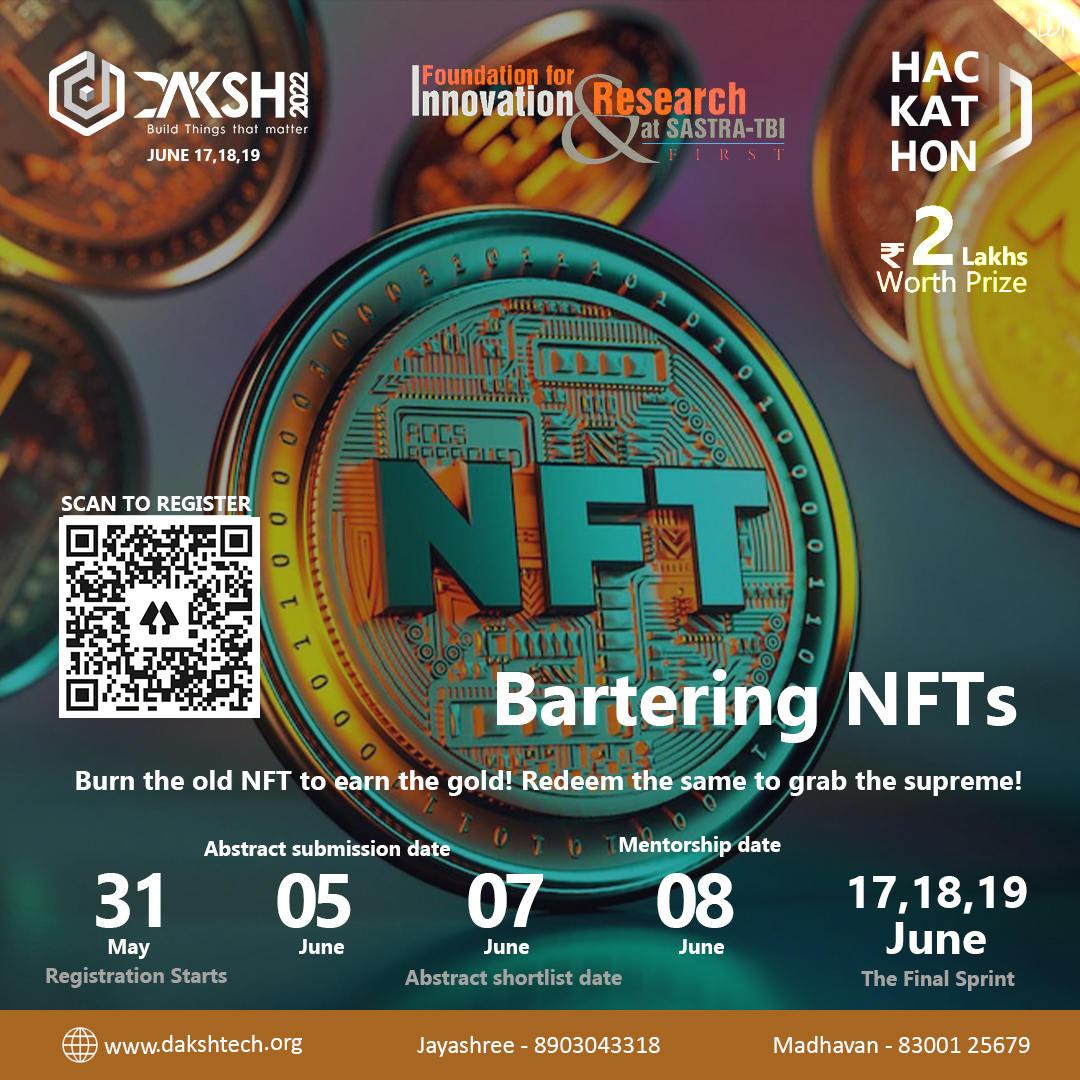 DAKSH 2022
Build Things that matter
JUNE 17,18,19
Foundation for
Innovation & Research
at SASTRA-TBI
FIRST
HAC
KAT
HON
₹ 2 Lakhs
Worth Prize
NFT
SCAN TO REGISTER
Bartering NFTs
Burn the old NFT to earn the gold! Redeem the same to grab the supreme!
31
May
Registration Starts
Abstract submission date
05
June
07
June
Abstract shortlist date
Mentorship date
08
June
17,18,19
June
The Final Sprint
www.dakshtech.org
Jayashree - 8903043318
Madhavan - 83001 25679